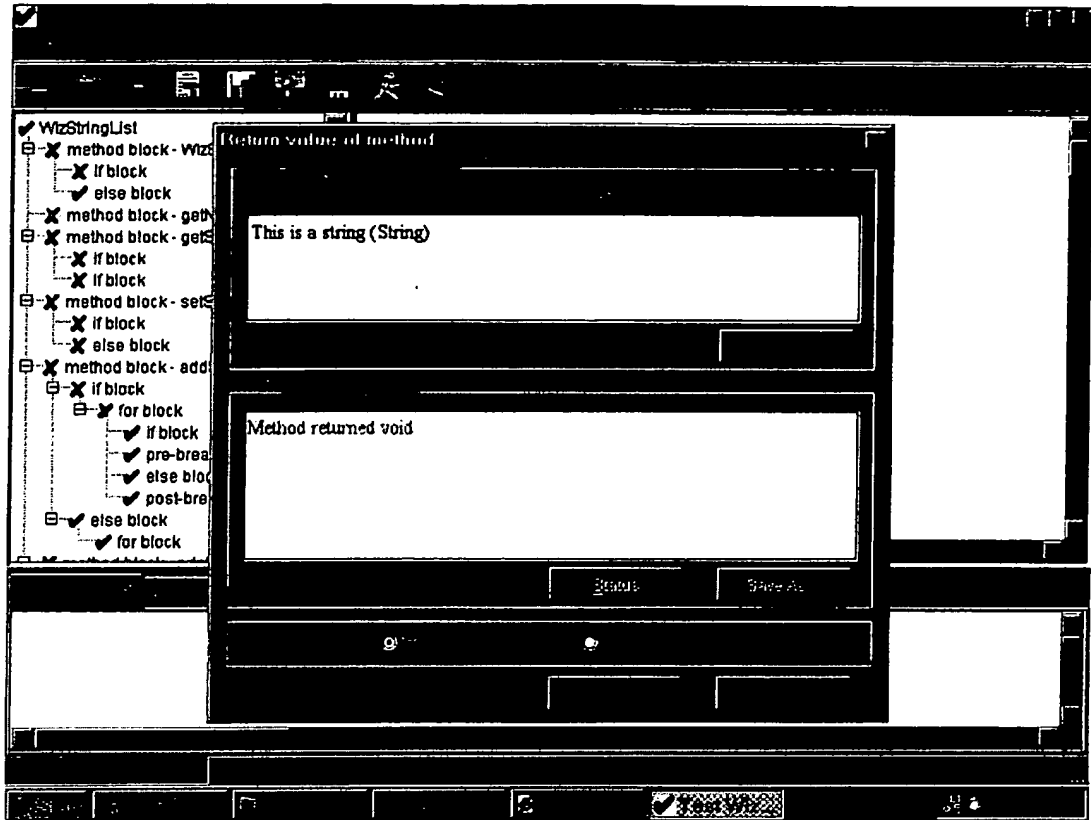 WizStringList
method block - Wiz
if block
else block
method block - get
method block - get
if block
if block
method block - set
if block
else block
method block - add
if block
for block
if block
pre-brea
else bloc
post-bre
else block
for block
Return value of method
This is a string (String)
Method returned void
Status
Save As